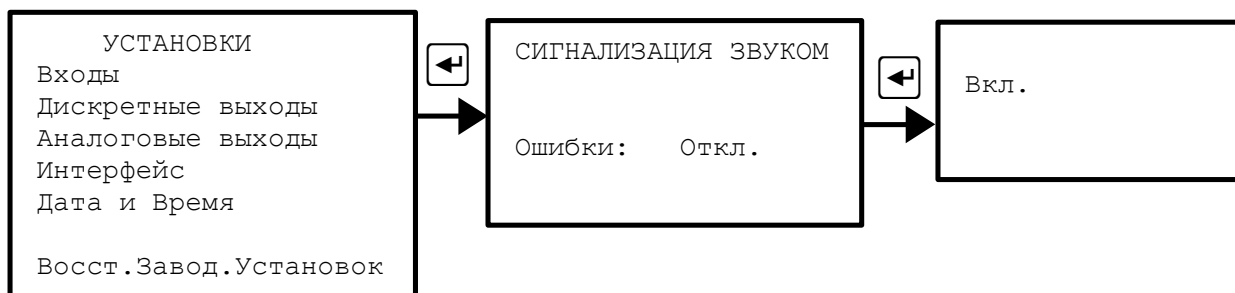 УСТАНОВКИ
Входы
Дискретные выходы
Аналоговые выходы
Интерфейс
Дата и Время
Восст.Завод.Установок
СИГНАЛИЗАЦИЯ ЗВУКОМ
Ошибки: Откл.
Вкл.